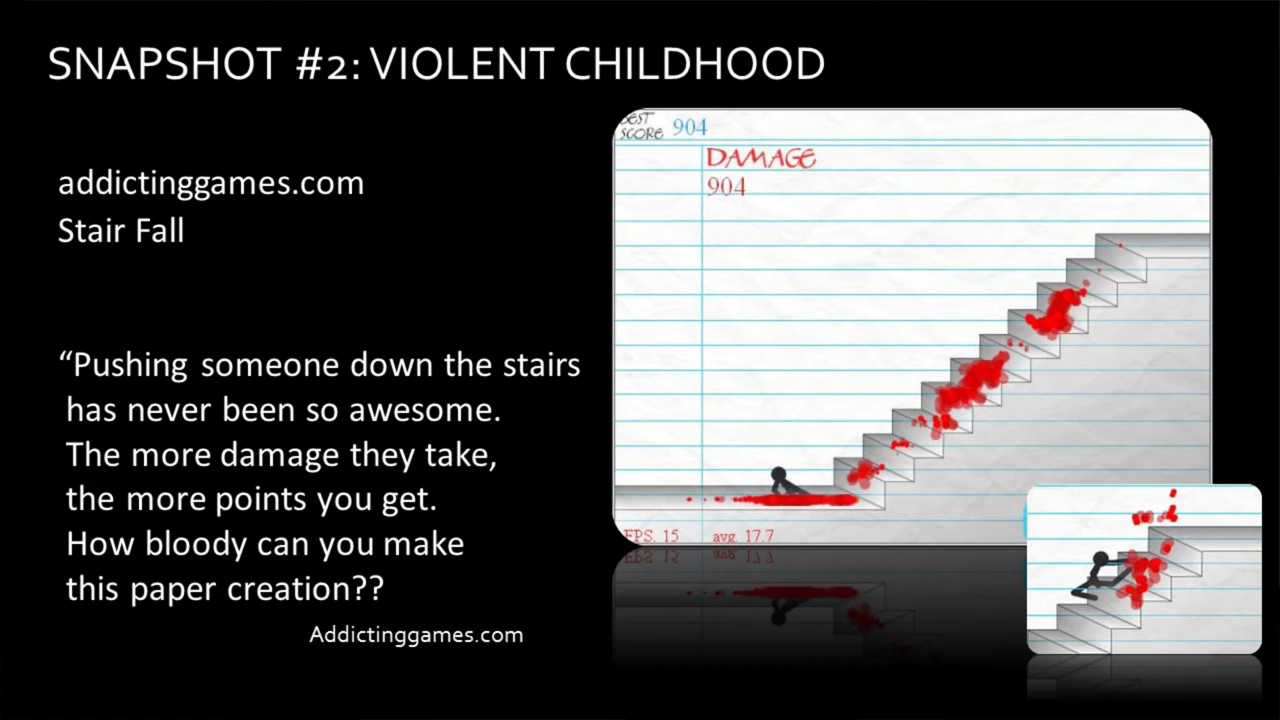 SNAPSHOT #2: VIOLENT CHILDHOOD
addictinggames.com
Stair Fall
“Pushing someone down the stairs
has never been so awesome.
The more damage they take,
the more points you get.
How bloody can you make
this paper creation??
Addictinggames.com
BEST
SCORE 904
DAMAGE
904
FPS. 15 avg. 17.7